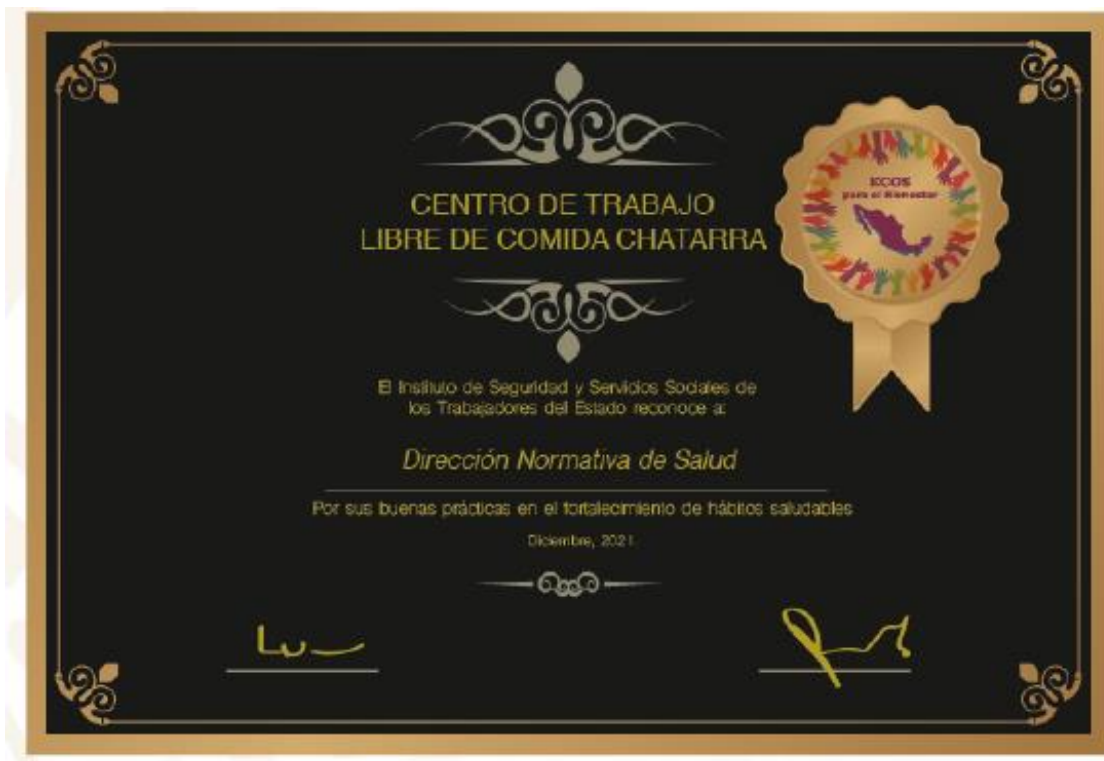 CENTRO DE TRABAJO
LIBRE DE COMIDA CHATARRA
ECOS
para el Bienestar
El Instituto de Seguridad y Servicios Sociales de
los Trabajadores del Estado reconoce a:
Dirección Normativa de Salud
Por sus buenas prácticas en el fortalecimiento de hábitos saludables
Diciembre, 2021